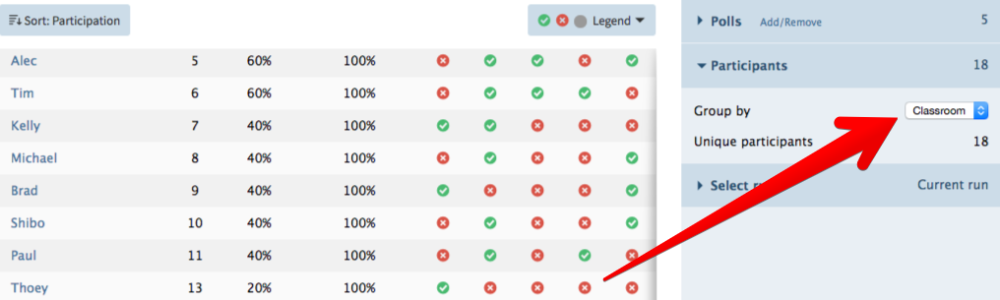 Sort: Participation
Legend
Alec 5 60% 100%
Tim 6 60% 100%
Kelly 7 40% 100%
Michael 8 40% 100%
Brad 9 40% 100%
Shibo 10 40% 100%
Paul 11 40% 100%
Thoey 13 20% 100%
Polls Add/Remove 5
Participants 18
Group by Classroom
Unique participants 18
Select Current run